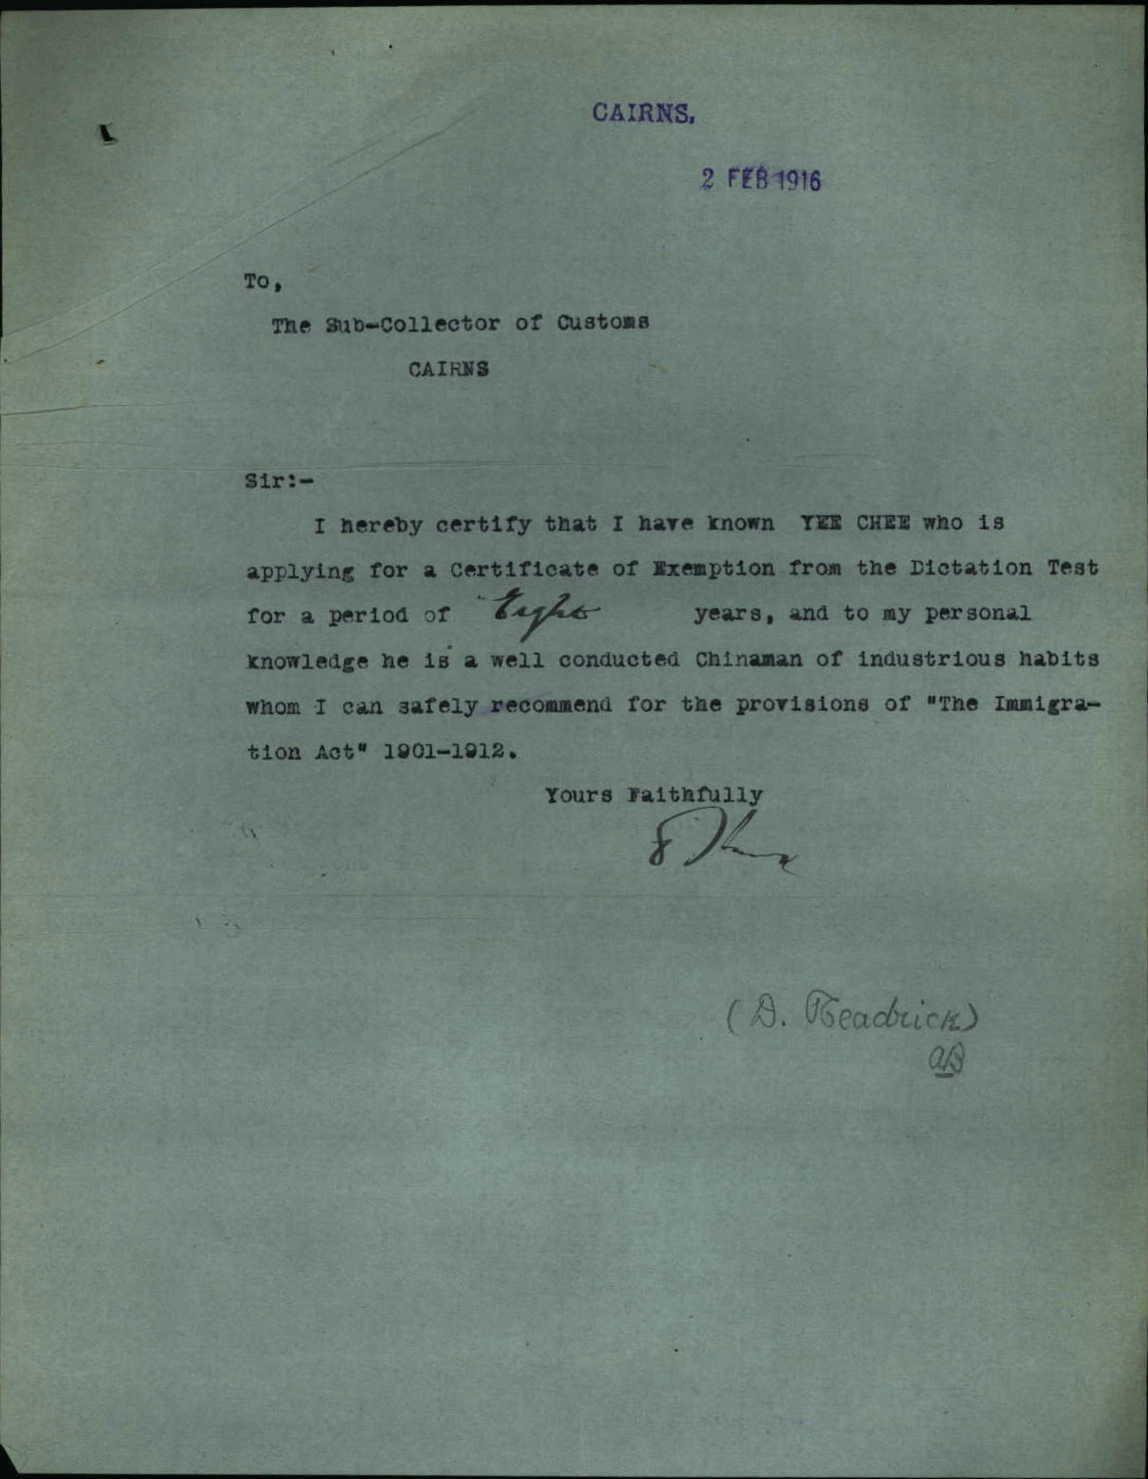 CAIRNS.
2 FEB 1916
To,
The Sub-Collector of Customs
CAIRNS
Sir:-
I hereby certify that I have known YEE CHEE who is
applying for a Certificate of Exemption from the Dictation Test
for a period of Eight years, and to my personal
knowledge he is a well conducted Chinaman of industrious habits
whom I can safely recommend for the provisions of "The Immigra-
tion Act" 1901-1912.
Yours Faithfully
(D. Headrick)
AB